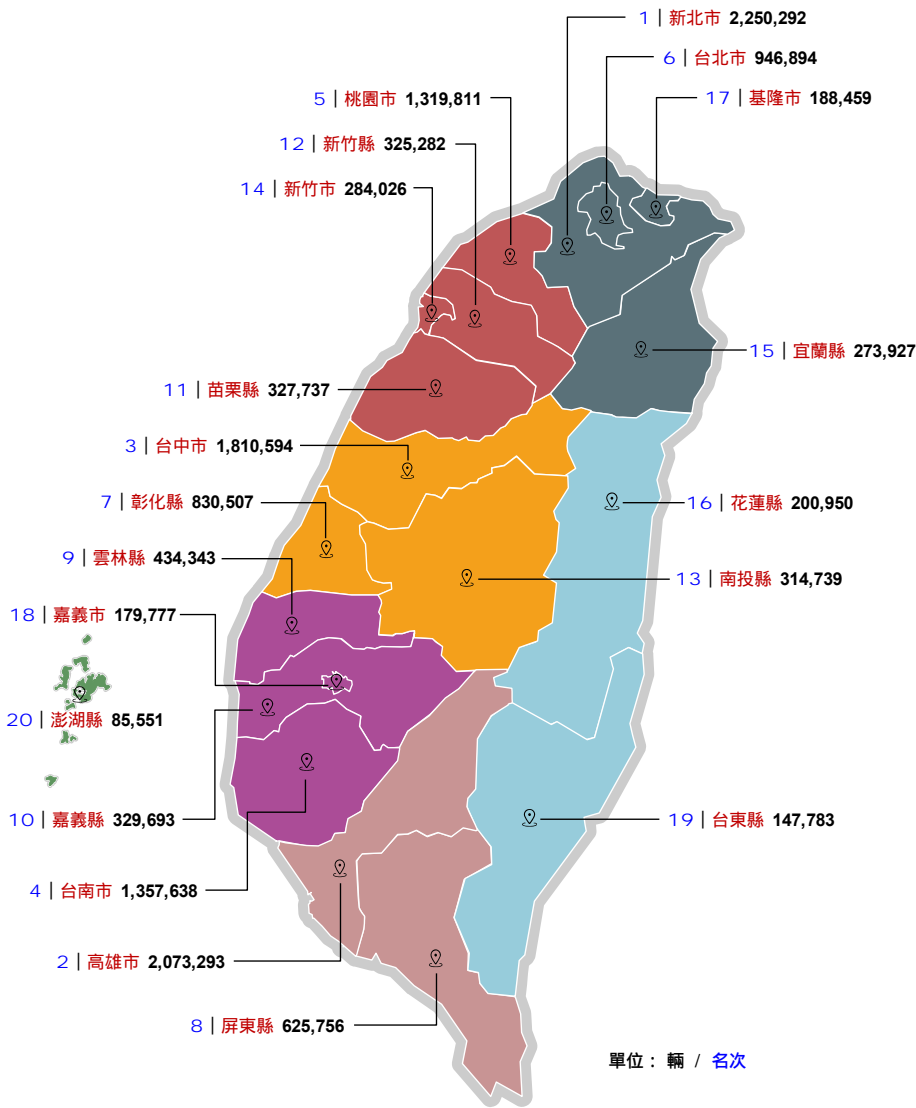 1 | 新北市 2,250,292
6 | 台北市 946,894
5 | 桃園市 1,319,811
17 | 基隆市 188,459
12 | 新竹縣 325,282
14 | 新竹市 284,026
15 | 宜蘭縣 273,927
11 | 苗栗縣 327,737
3 | 台中市 1,810,594
7 | 彰化縣 830,507
16 | 花蓮縣 200,950
9 | 雲林縣 434,343
13 | 南投縣 314,739
18 | 嘉義市 179,777
20 | 澎湖縣 85,551
10 | 嘉義縣 329,693
19 | 台東縣 147,783
4 | 台南市 1,357,638
2 | 高雄市 2,073,293
8 | 屏東縣 625,756
單位： 輛 / 名次